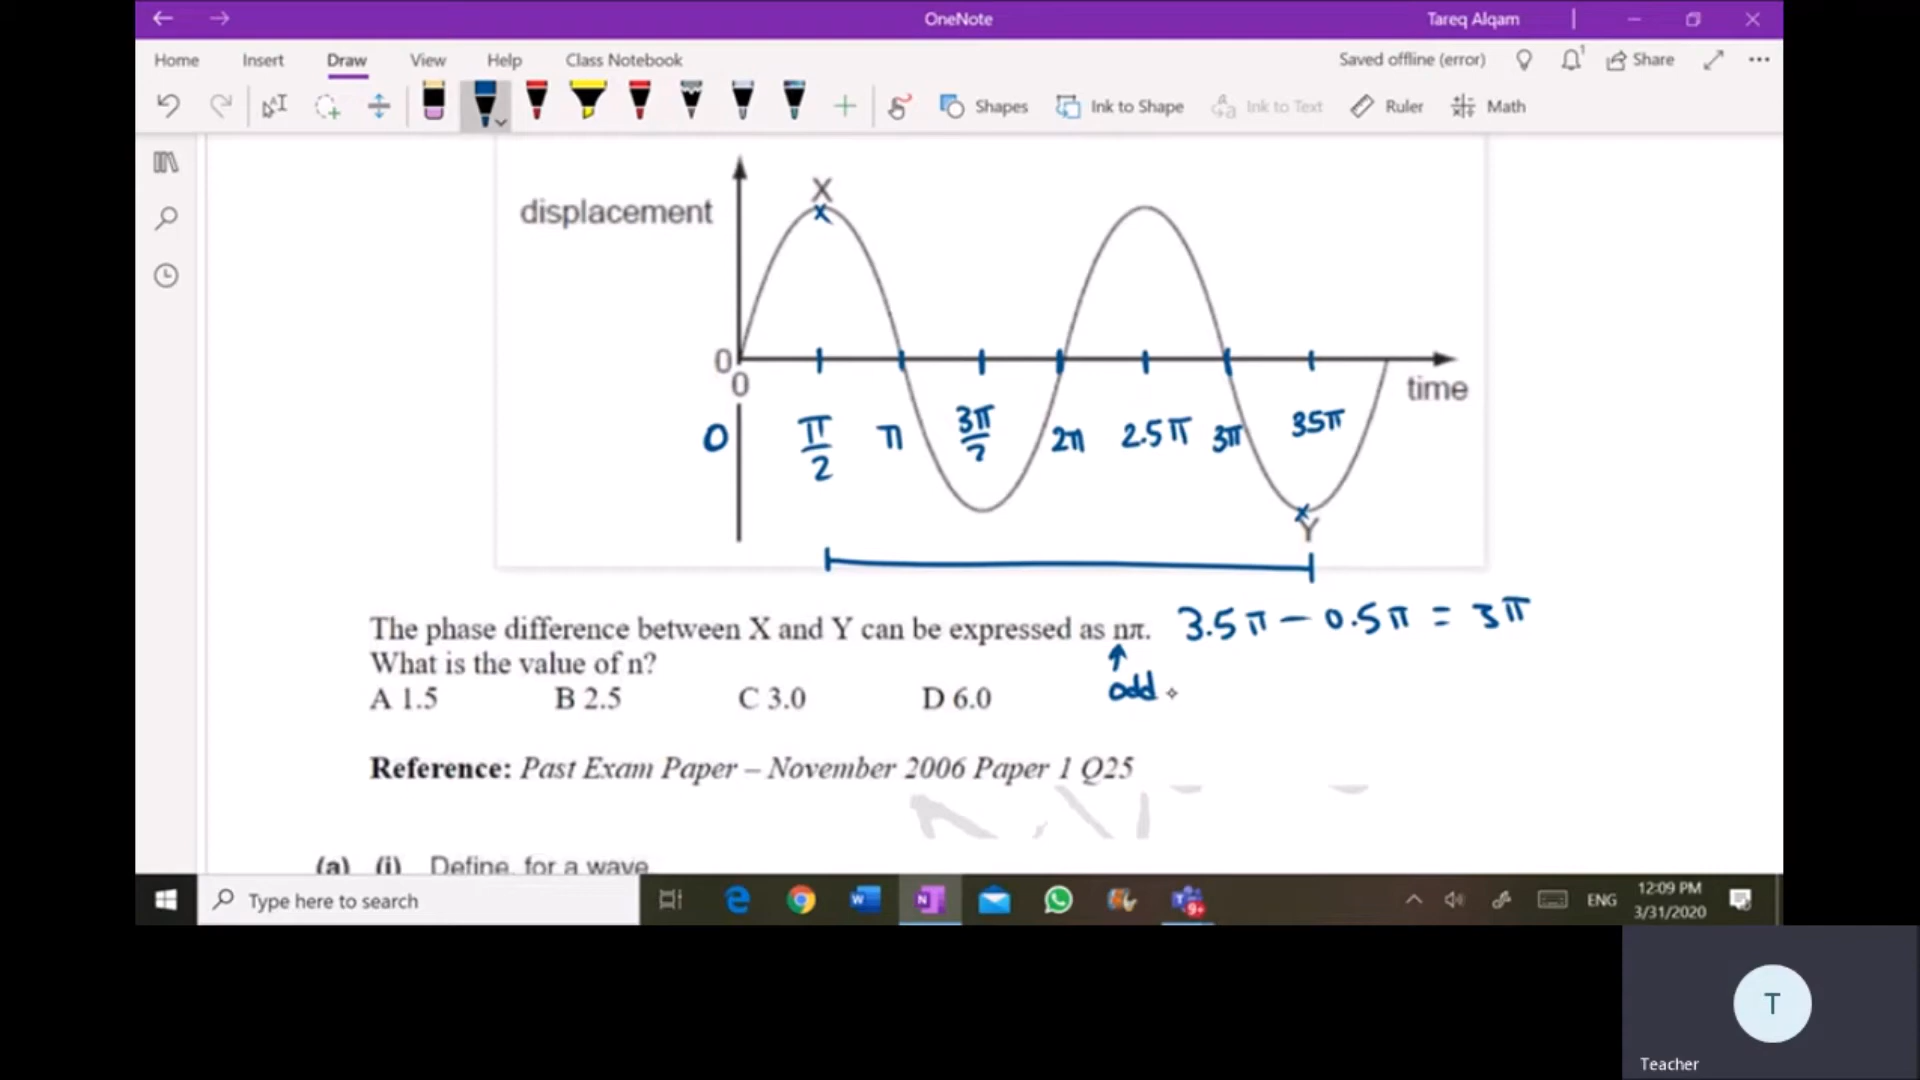 OneNote
Tareq Alqam
Home Insert Draw View Help Class Notebook
Saved offline (error) 1 Share
Shapes Ink to Shape Ink to Text Ruler Math
X
x
displacement
0
0
time
0 π/2 π 3π/2 2π 2.5π 3π 35π
x
Y
The phase difference between X and Y can be expressed as nπ. 3.5π - 0.5π = 3π
What is the value of n?
odd
A 1.5 B 2.5 C 3.0 D 6.0
Reference: Past Exam Paper – November 2006 Paper 1 Q25
(a) (i) Define, for a wave
Type here to search
9+
ENG
12:09 PM
3/31/2020
T
Teacher